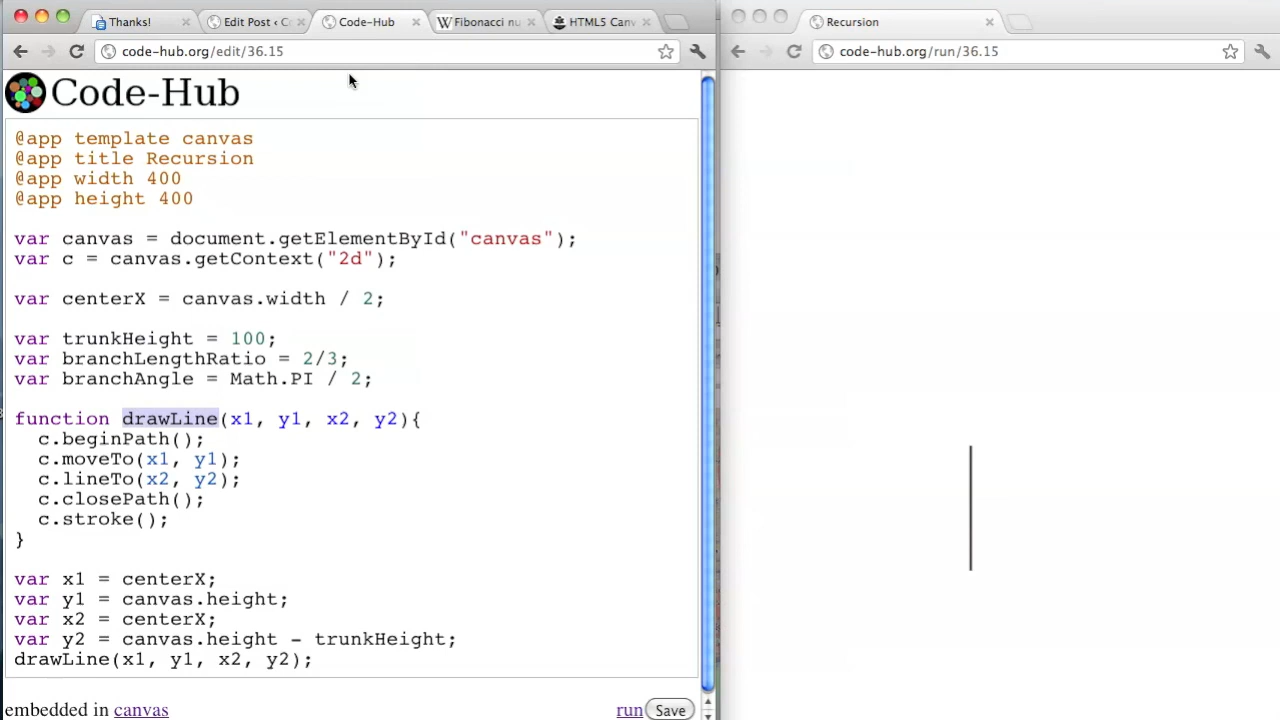 Thanks!
Edit Post ‹ C
Code-Hub
Fibonacci nu
HTML5 Canv
Recursion
code-hub.org/edit/36.15
code-hub.org/run/36.15
Code-Hub
@app template canvas
@app title Recursion
@app width 400
@app height 400
var canvas = document.getElementById("canvas");
var c = canvas.getContext("2d");
var centerX = canvas.width / 2;
var trunkHeight = 100;
var branchLengthRatio = 2/3;
var branchAngle = Math.PI / 2;
function drawLine(x1, y1, x2, y2){
  c.beginPath();
  c.moveTo(x1, y1);
  c.lineTo(x2, y2);
  c.closePath();
  c.stroke();
}
var x1 = centerX;
var y1 = canvas.height;
var x2 = centerX;
var y2 = canvas.height - trunkHeight;
drawLine(x1, y1, x2, y2);
embedded in canvas
run Save